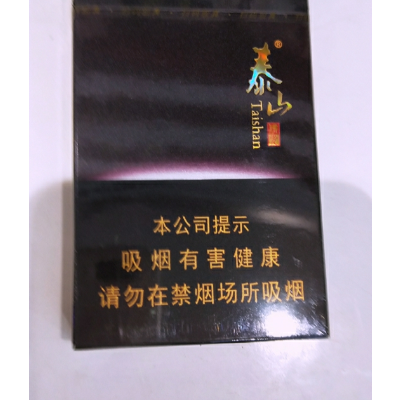 泰山®
Taishan
本公司提示
吸烟有害健康
请勿在禁烟场所吸烟